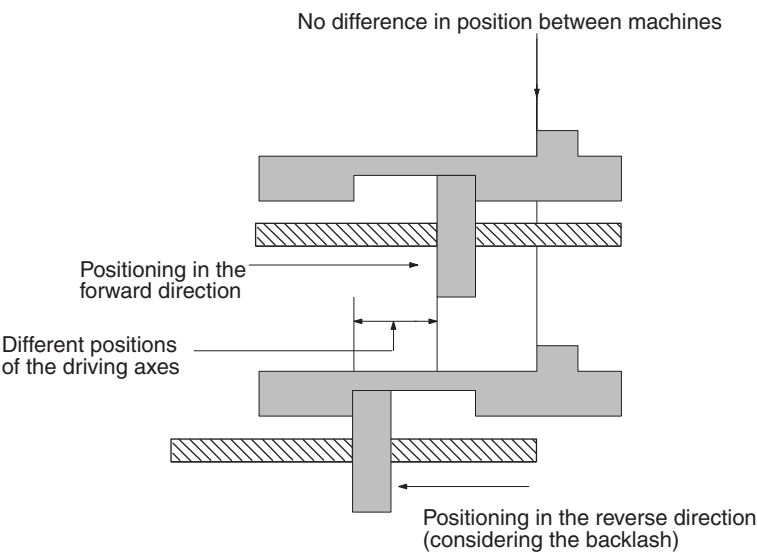 No difference in position between machines
Positioning in the
forward direction
Different positions
of the driving axes
Positioning in the reverse direction
(considering the backlash)